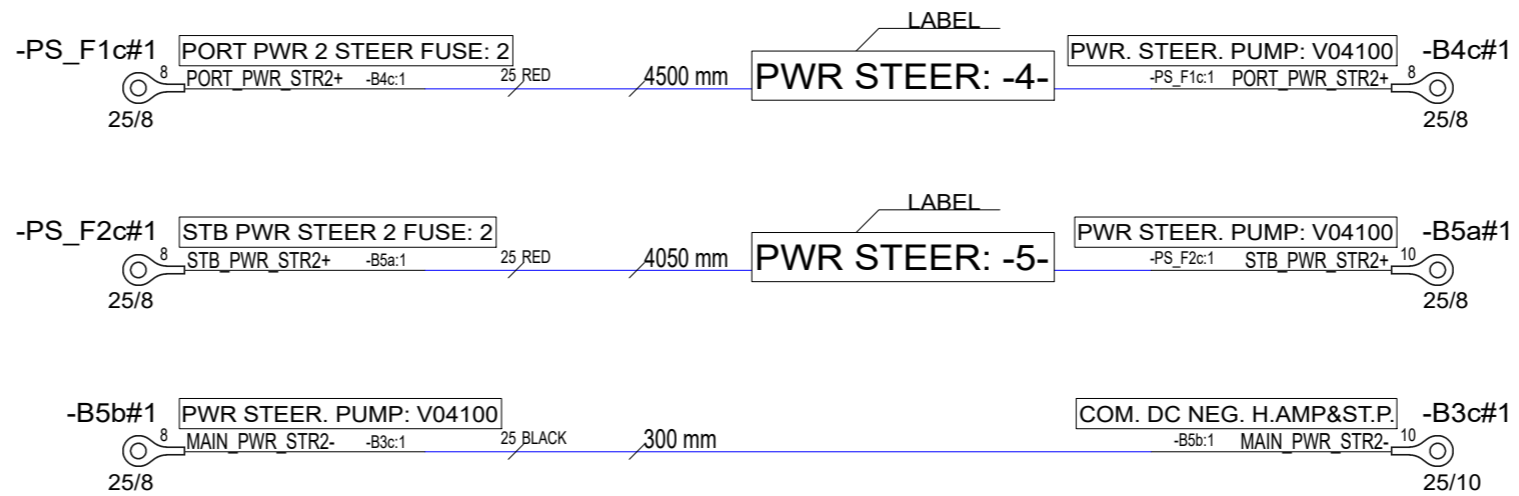 LABEL
-PS_F1c#1 PORT PWR 2 STEER FUSE: 2 PWR. STEER. PUMP: V04100 -B4c#1
8 PORT_PWR_STR2+ -B4c:1 25 RED 4500 mm PWR STEER: -4- -PS_F1c:1 PORT_PWR_STR2+ 8
25/8 25/8
LABEL
-PS_F2c#1 STB PWR STEER 2 FUSE: 2 PWR STEER. PUMP: V04100 -B5a#1
8 STB_PWR_STR2+ -B5a:1 25 RED 4050 mm PWR STEER: -5- -PS_F2c:1 STB_PWR_STR2+ 10
25/8 25/8
-B5b#1 PWR STEER. PUMP: V04100 COM. DC NEG. H.AMP&ST.P. -B3c#1
8 MAIN_PWR_STR2- -B3c:1 25 BLACK 300 mm -B5b:1 MAIN_PWR_STR2- 10
25/8 25/10